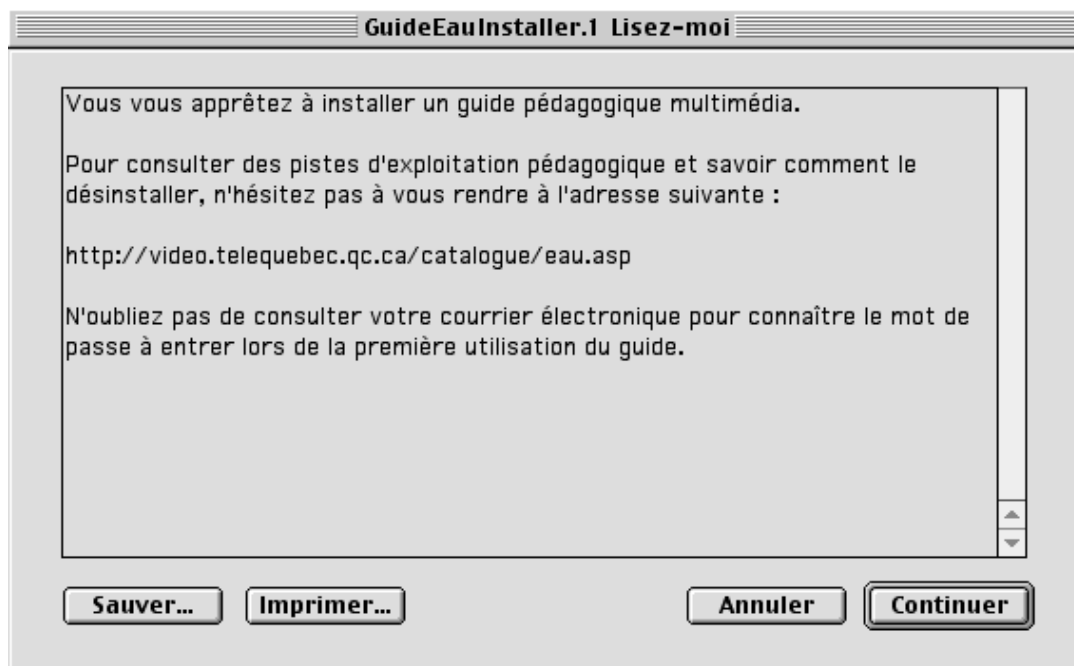 GuideEauInstaller.1 Lisez-moi
Vous vous apprêtez à installer un guide pédagogique multimédia.
Pour consulter des pistes d'exploitation pédagogique et savoir comment le
désinstaller, n'hésitez pas à vous rendre à l'adresse suivante :
http://video.telequebec.qc.ca/catalogue/eau.asp
N'oubliez pas de consulter votre courrier électronique pour connaître le mot de
passe à entrer lors de la première utilisation du guide.
Sauver... Imprimer... Annuler Continuer